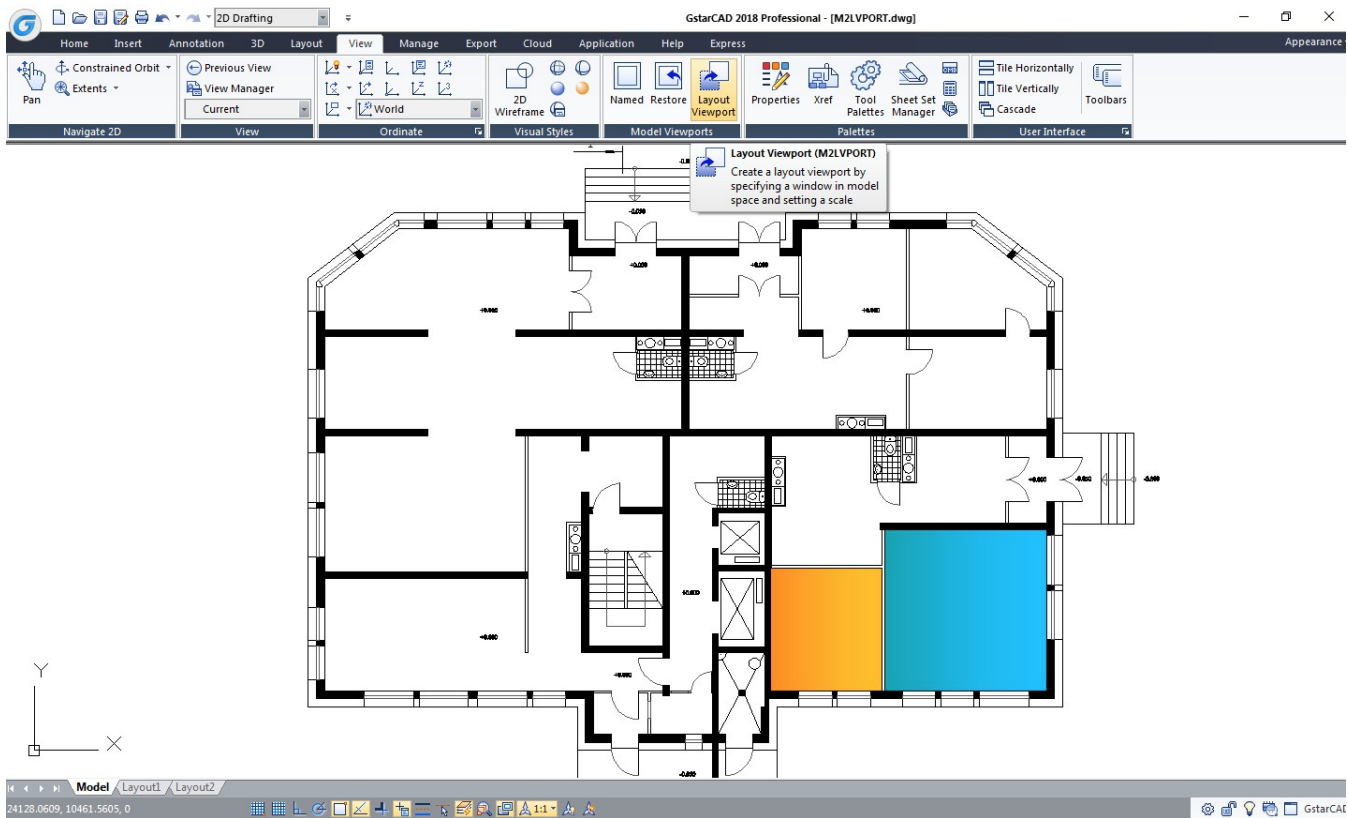 2D Drafting
GstarCAD 2018 Professional - [M2LVPORT.dwg]
Home Insert Annotation 3D Layout View Manage Export Cloud Application Help Express Appearance
Constrained Orbit
Extents
Pan
Navigate 2D
Previous View
View Manager
Current
View
World
Ordinate
2D
Wireframe
Visual Styles
Named Restore Layout
Viewport
Model Viewports
Properties Xref Tool
Palettes Sheet Set
Manager
Palettes
Tile Horizontally
Tile Vertically
Cascade
Toolbars
User Interface
Layout Viewport (M2LVPORT)
Create a layout viewport by
specifying a window in model
space and setting a scale
Y
X
Model Layout1 Layout2
24128.0609, 10461.5605, 0
1:1
GstarCAD